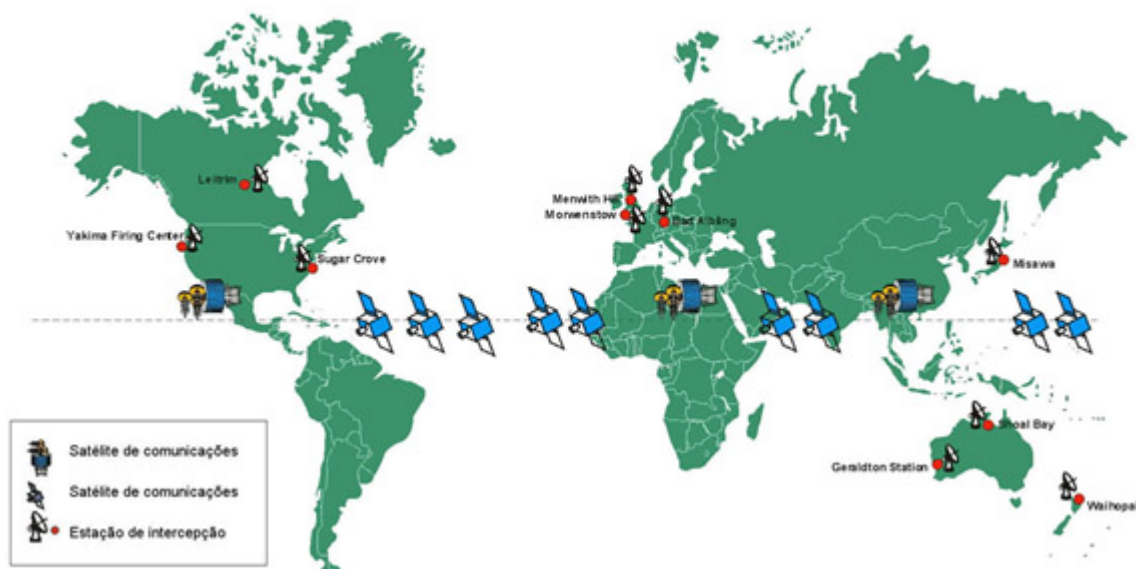 Leitrim
Menwith Hill
Morwenstow
Bad Aibling
Yakima Firing Center
Sugar Crove
Misawa
Shoal Bay
Geraldton Station
Waihopai
Satélite de comunicações
Satélite de comunicações
Estação de intercepção